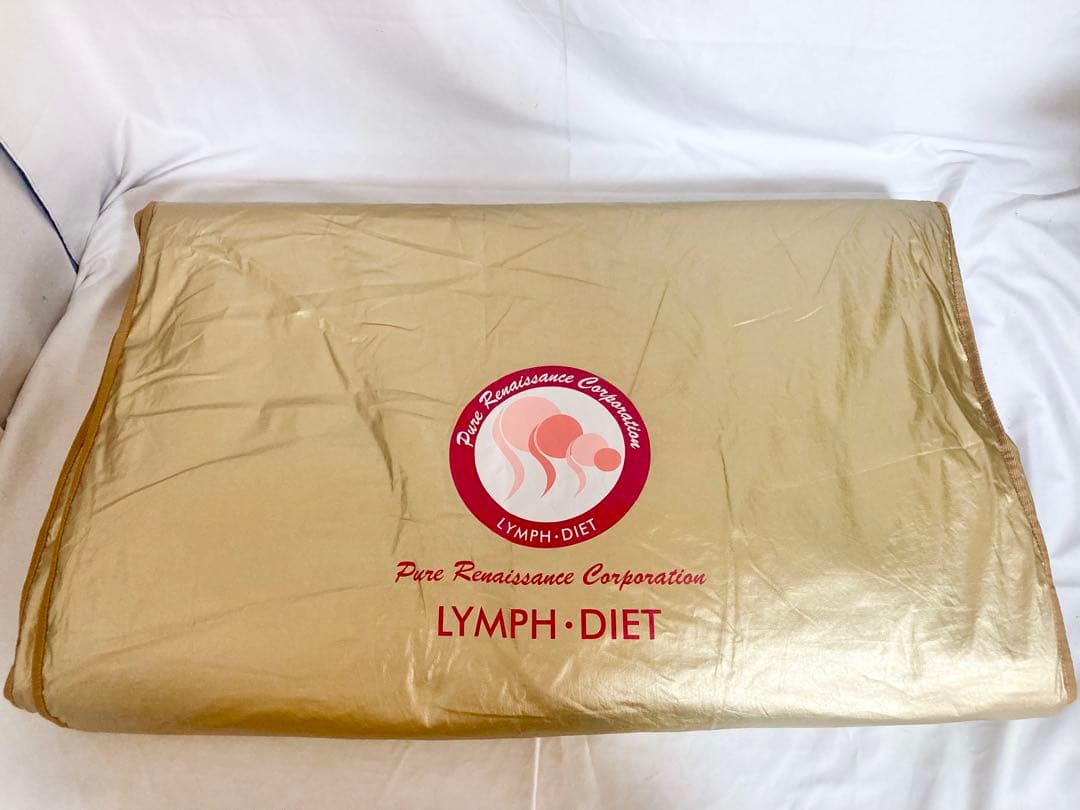 Pure Renaissance Corporation
LYMPH・DIET
Pure Renaissance Corporation
LYMPH・DIET